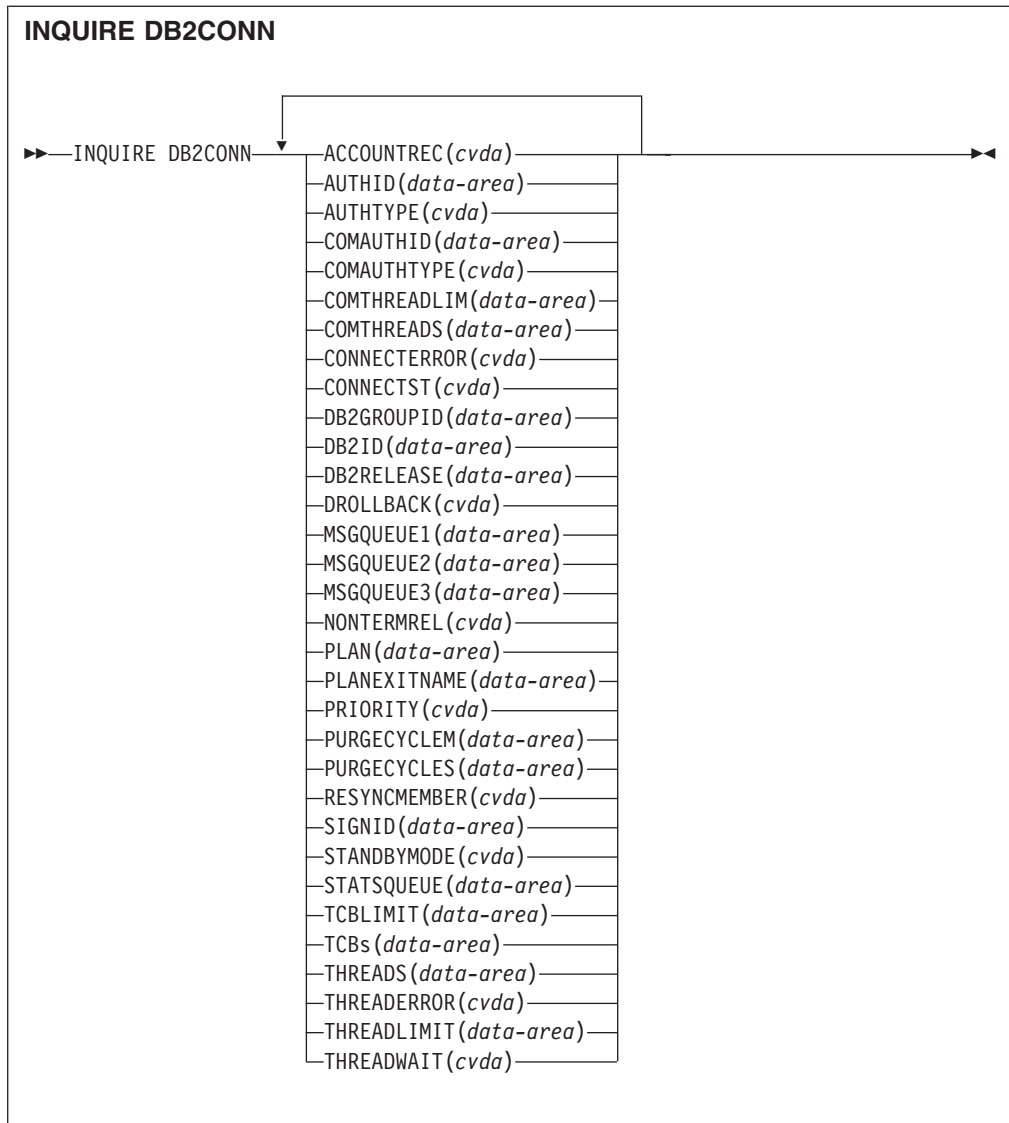 INQUIRE DB2CONN
INQUIRE DB2CONN ACCOUNTREC(cvda)
AUTHID(data-area)
AUTHTYPE(cvda)
COMAUTHID(data-area)
COMAUTHTYPE(cvda)
COMTHREADLIM(data-area)
COMTHREADS(data-area)
CONNECTERROR(cvda)
CONNECTST(cvda)
DB2GROUPID(data-area)
DB2ID(data-area)
DB2RELEASE(data-area)
DROLLBACK(cvda)
MSGQUEUE1(data-area)
MSGQUEUE2(data-area)
MSGQUEUE3(data-area)
NONTERMREL(cvda)
PLAN(data-area)
PLANEXITNAME(data-area)
PRIORITY(cvda)
PURGECYCLEM(data-area)
PURGECYCLES(data-area)
RESYNCMEMBER(cvda)
SIGNID(data-area)
STANDBYMODE(cvda)
STATSQUEUE(data-area)
TCBLIMIT(data-area)
TCBs(data-area)
THREADS(data-area)
THREADERROR(cvda)
THREADLIMIT(data-area)
THREADWAIT(cvda)